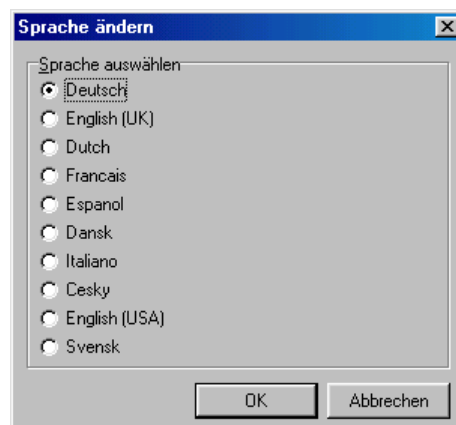 Sprache ändern
Sprache auswählen
Deutsch
English (UK)
Dutch
Francais
Espanol
Dansk
Italiano
Cesky
English (USA)
Svensk
OK Abbrechen